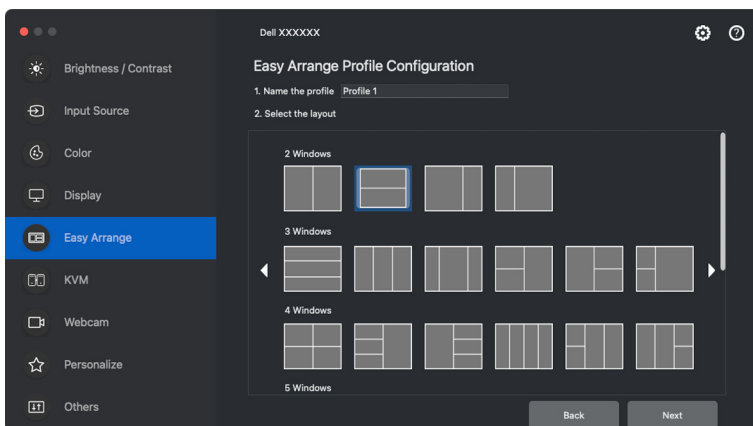 Dell XXXXXX
Brightness / Contrast
Input Source
Color
Display
Easy Arrange
KVM
Webcam
Personalize
Others
Easy Arrange Profile Configuration
1. Name the profile Profile 1
2. Select the layout
2 Windows
3 Windows
4 Windows
5 Windows
Back Next